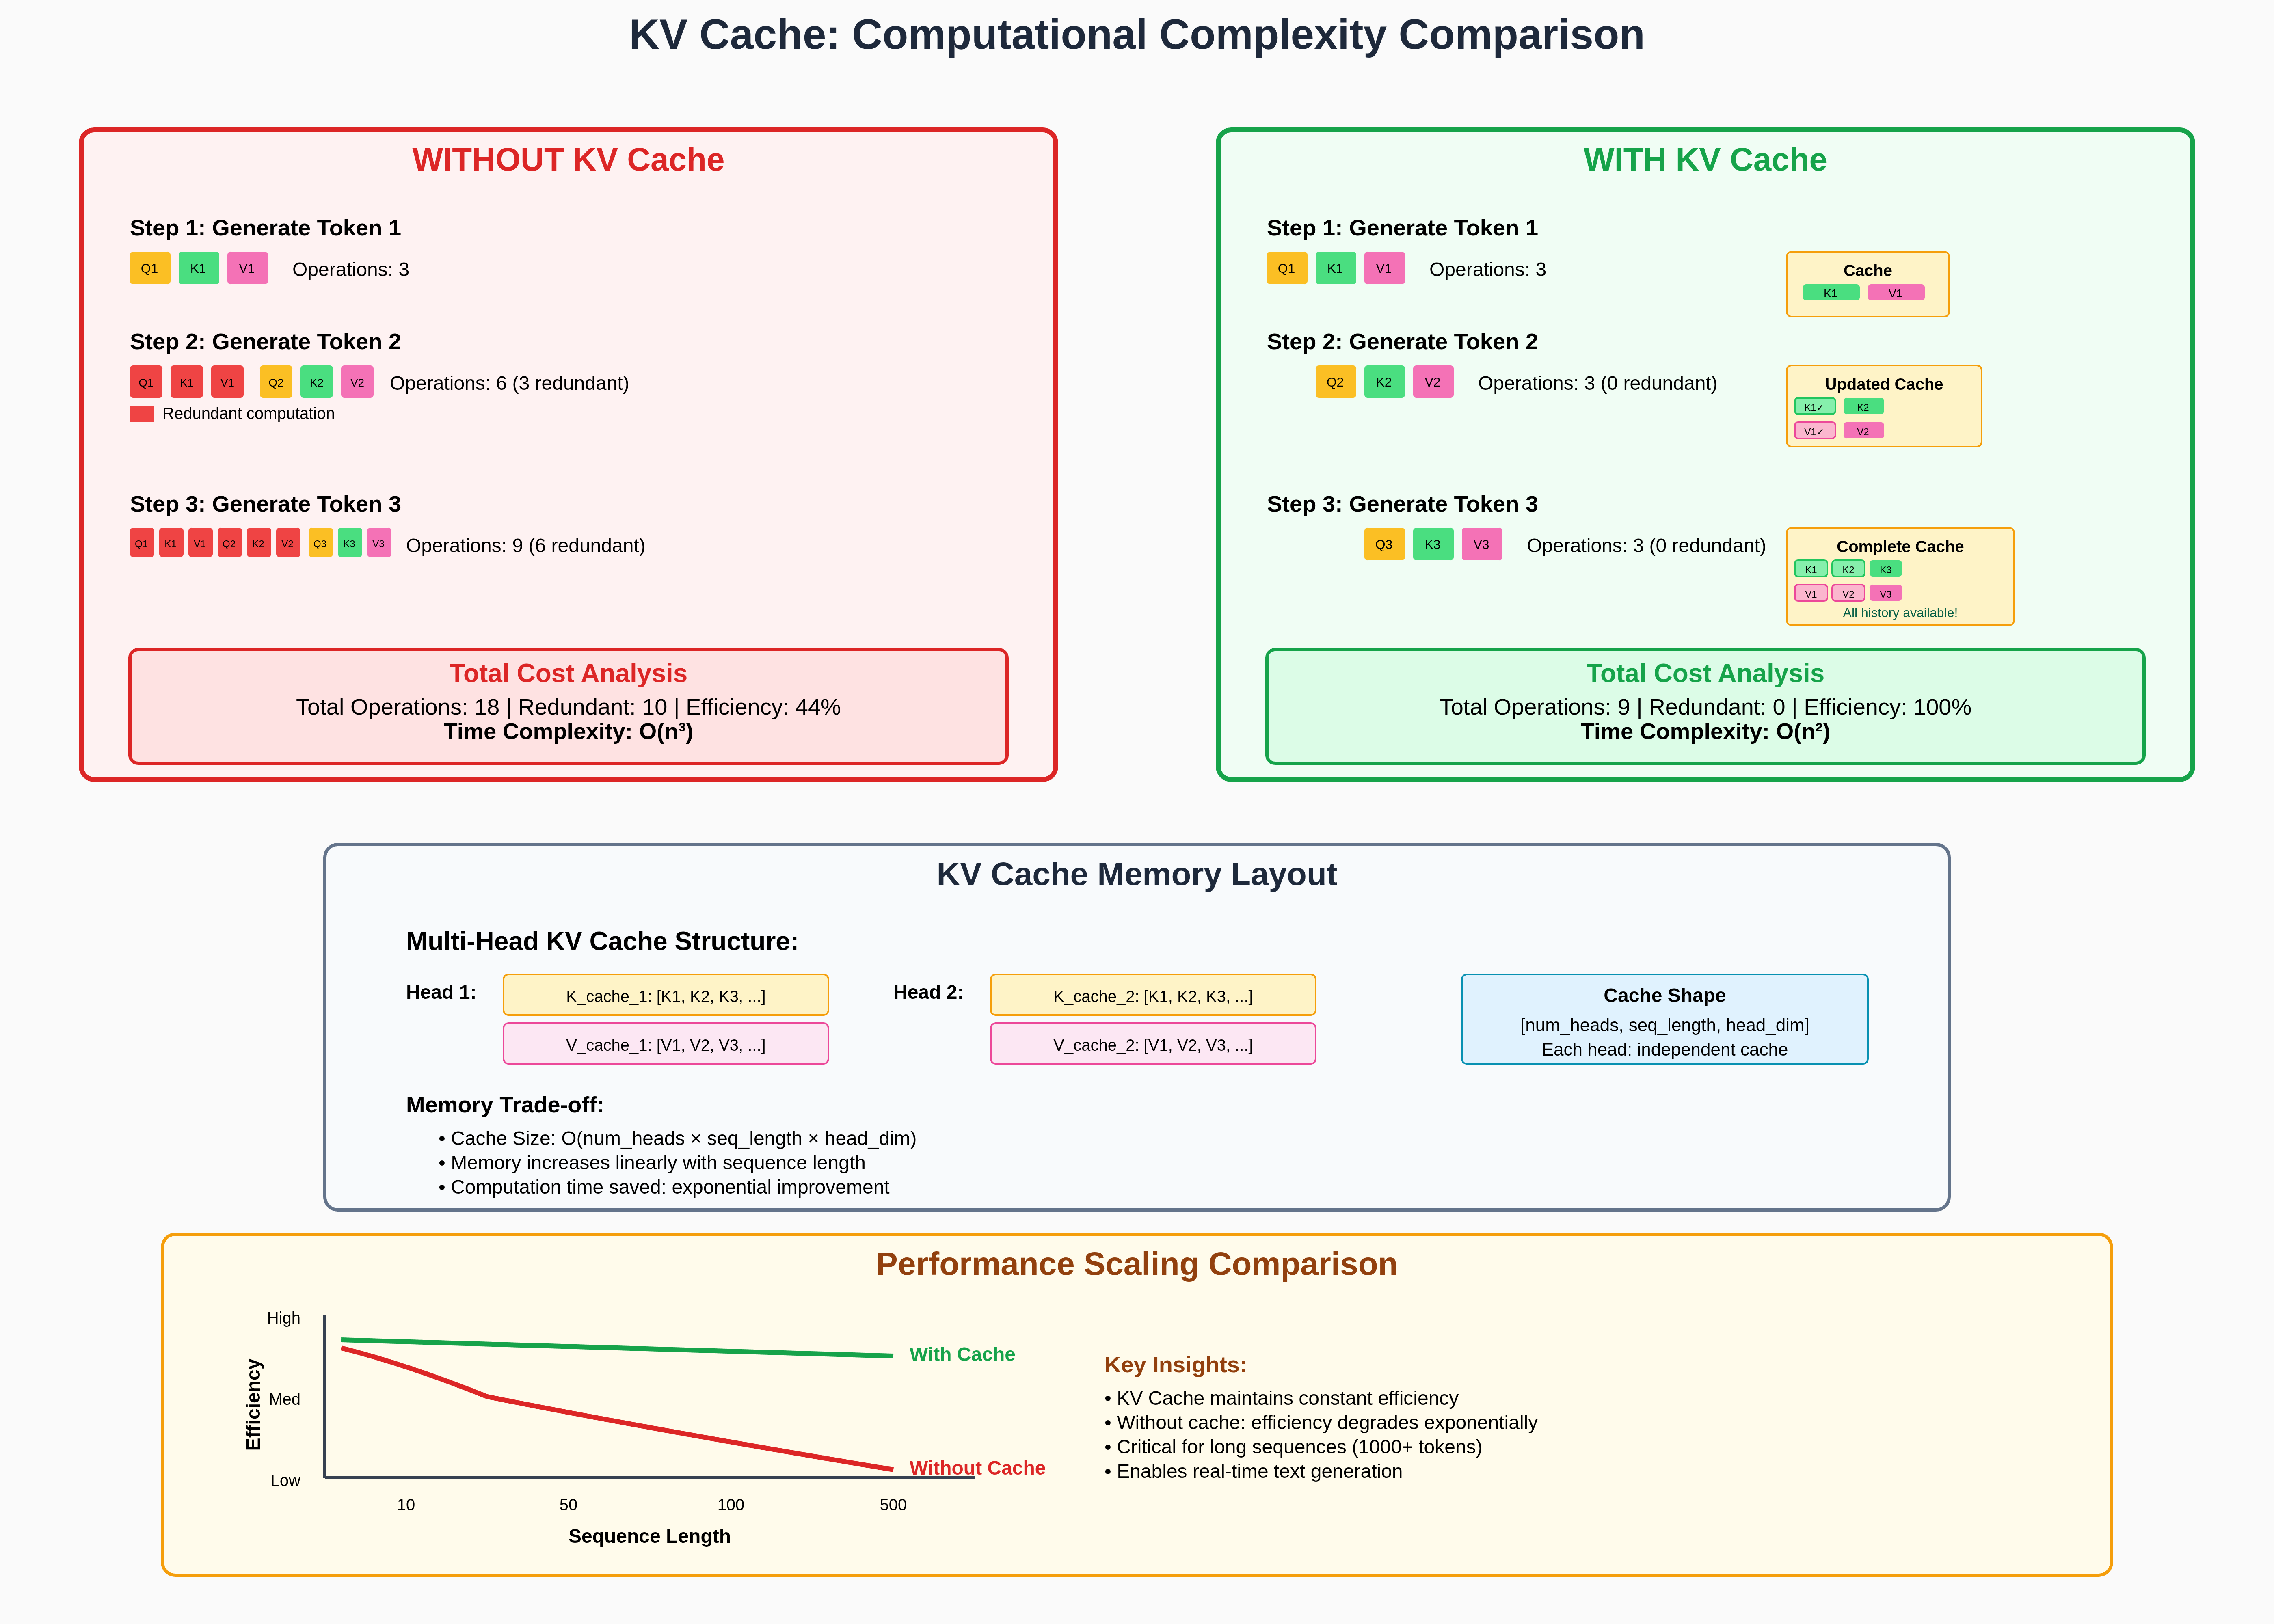 KV Cache: Computational Complexity Comparison
WITHOUT KV Cache
Step 1: Generate Token 1
Q1 K1 V1 Operations: 3
Step 2: Generate Token 2
Q1 K1 V1 Q2 K2 V2 Operations: 6 (3 redundant)
Redundant computation
Step 3: Generate Token 3
Q1 K1 V1 Q2 K2 V2 Q3 K3 V3 Operations: 9 (6 redundant)
Total Cost Analysis
Total Operations: 18 | Redundant: 10 | Efficiency: 44%
Time Complexity: O(n³)
WITH KV Cache
Step 1: Generate Token 1
Q1 K1 V1 Operations: 3
Cache
K1 V1
Step 2: Generate Token 2
Q2 K2 V2 Operations: 3 (0 redundant)
Updated Cache
K1✓ K2
V1✓ V2
Step 3: Generate Token 3
Q3 K3 V3 Operations: 3 (0 redundant)
Complete Cache
K1 K2 K3
V1 V2 V3
All history available!
Total Cost Analysis
Total Operations: 9 | Redundant: 0 | Efficiency: 100%
Time Complexity: O(n²)
KV Cache Memory Layout
Multi-Head KV Cache Structure:
Head 1:
K_cache_1: [K1, K2, K3, ...]
V_cache_1: [V1, V2, V3, ...]
Head 2:
K_cache_2: [K1, K2, K3, ...]
V_cache_2: [V1, V2, V3, ...]
Cache Shape
[num_heads, seq_length, head_dim]
Each head: independent cache
Memory Trade-off:
• Cache Size: O(num_heads × seq_length × head_dim)
• Memory increases linearly with sequence length
• Computation time saved: exponential improvement
Performance Scaling Comparison
High
Med
Low
Efficiency
With Cache
Without Cache
10 50 100 500
Sequence Length
Key Insights:
• KV Cache maintains constant efficiency
• Without cache: efficiency degrades exponentially
• Critical for long sequences (1000+ tokens)
• Enables real-time text generation